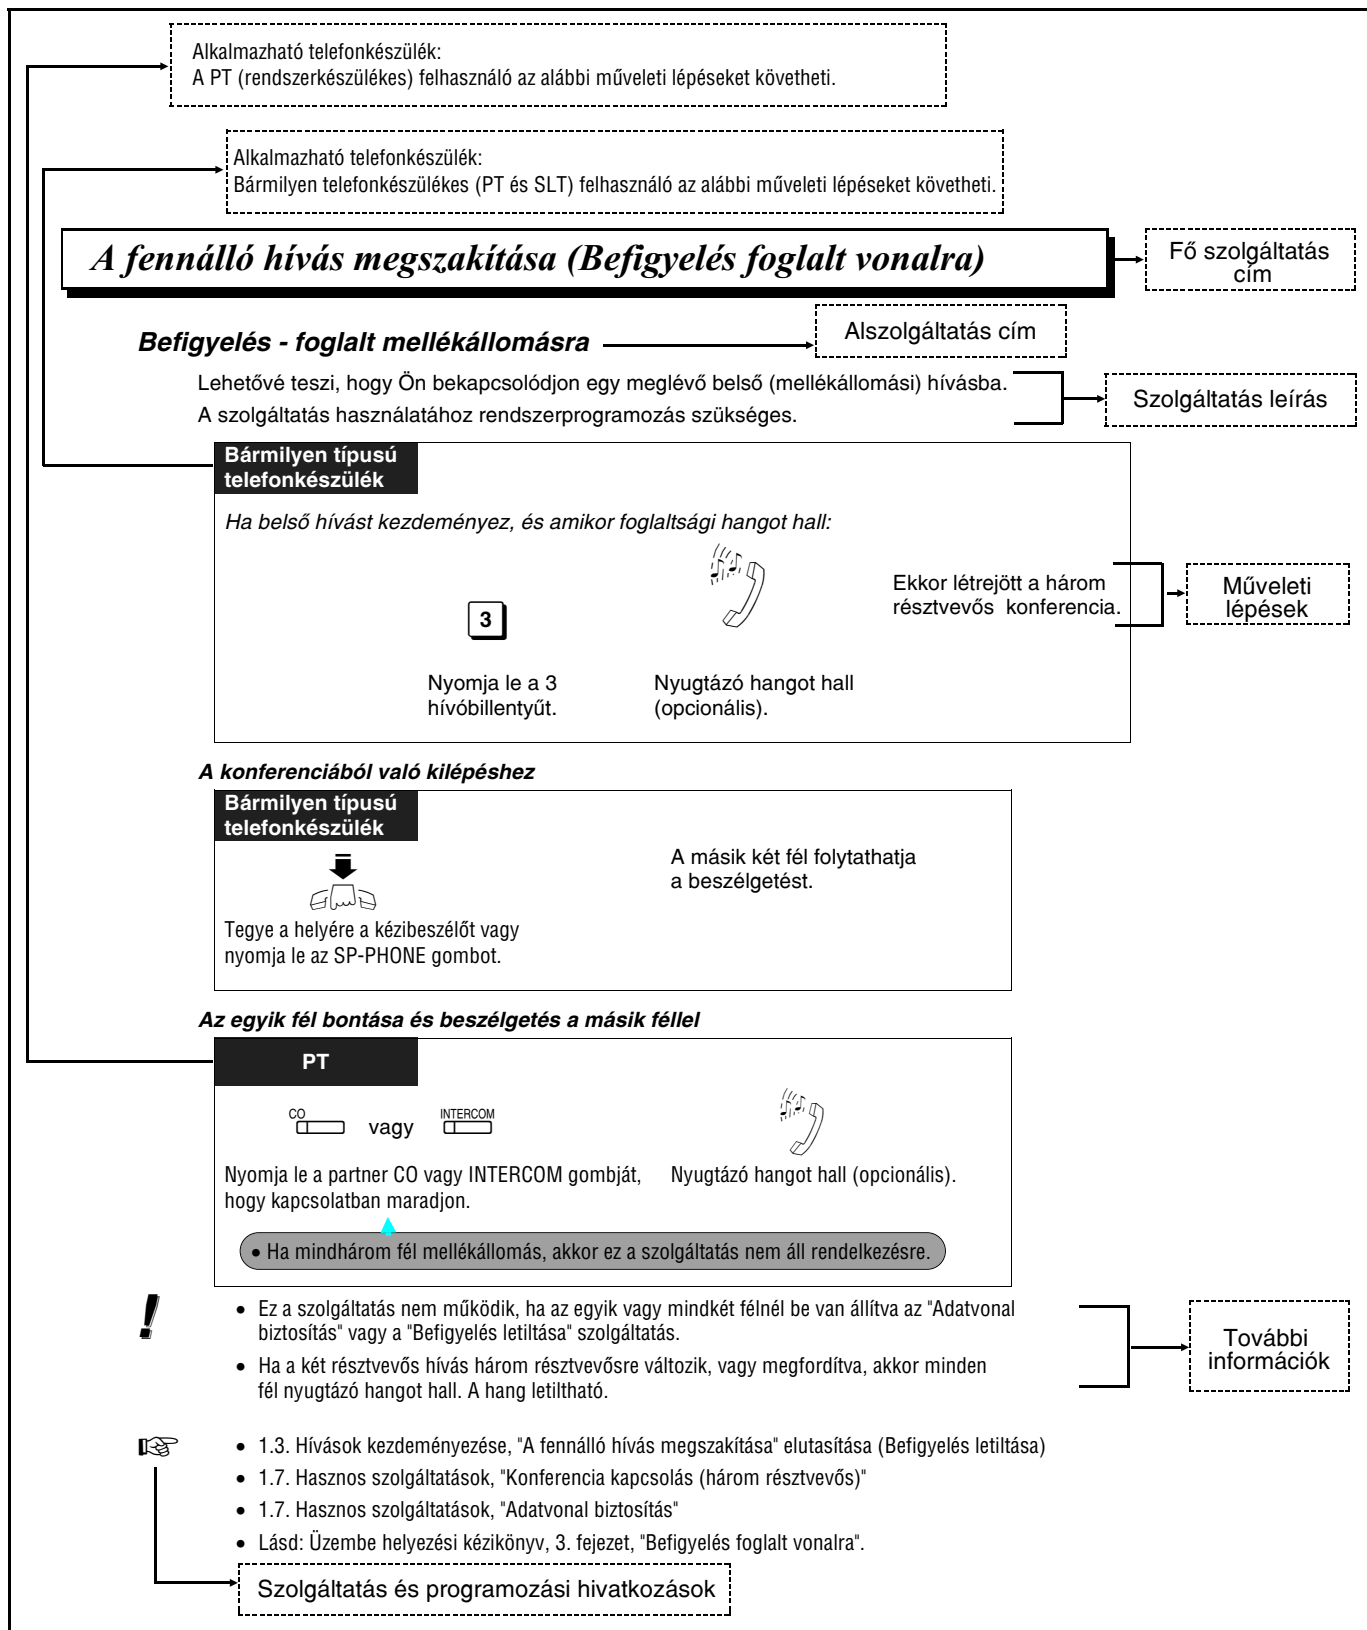 Alkalmazható telefonkészülék:
A PT (rendszerkészülékes) felhasználó az alábbi műveleti lépéseket követheti.
Alkalmazható telefonkészülék:
Bármilyen telefonkészülékes (PT és SLT) felhasználó az alábbi műveleti lépéseket követheti.
A fennálló hívás megszakítása (Befigyelés foglalt vonalra)
Fő szolgáltatás
cím
Befigyelés - foglalt mellékállomásra
Alszolgáltatás cím
Lehetővé teszi, hogy Ön bekapcsolódjon egy meglévő belső (mellékállomási) hívásba.
A szolgáltatás használatához rendszerprogramozás szükséges.
Szolgáltatás leírás
Bármilyen típusú
telefonkészülék
Ha belső hívást kezdeményez, és amikor foglaltsági hangot hall:
3
Ekkor létrejött a három
résztvevős konferencia.
Műveleti
lépések
Nyomja le a 3
hívóbillentyűt.
Nyugtázó hangot hall
(opcionális).
A konferenciából való kilépéshez
Bármilyen típusú
telefonkészülék
A másik két fél folytathatja
a beszélgetést.
Tegye a helyére a kézibeszélőt vagy
nyomja le az SP-PHONE gombot.
Az egyik fél bontása és beszélgetés a másik féllel
PT
CO vagy INTERCOM
Nyomja le a partner CO vagy INTERCOM gombját,
hogy kapcsolatban maradjon.
Nyugtázó hangot hall (opcionális).
• Ha mindhárom fél mellékállomás, akkor ez a szolgáltatás nem áll rendelkezésre.
!
• Ez a szolgáltatás nem működik, ha az egyik vagy mindkét félnél be van állítva az "Adatvonal
biztosítás" vagy a "Befigyelés letiltása" szolgáltatás.
• Ha a két résztvevős hívás három résztvevősre változik, vagy megfordítva, akkor minden
fél nyugtázó hangot hall. A hang letiltható.
További
információk
• 1.3. Hívások kezdeményezése, "A fennálló hívás megszakítása" elutasítása (Befigyelés letiltása)
• 1.7. Hasznos szolgáltatások, "Konferencia kapcsolás (három résztvevős)"
• 1.7. Hasznos szolgáltatások, "Adatvonal biztosítás"
• Lásd: Üzembe helyezési kézikönyv, 3. fejezet, "Befigyelés foglalt vonalra".
Szolgáltatás és programozási hivatkozások